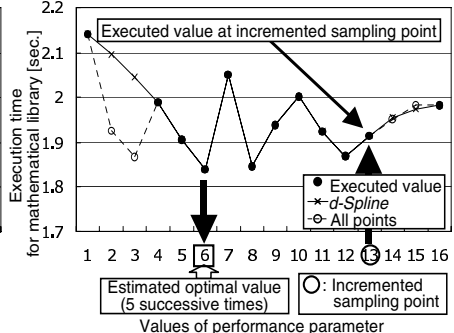 2.2
2.1
2
1.9
1.8
1.7
Execution time
for mathematical library [sec.]
Executed value at incremented sampling point
Executed value
d-Spline
All points
1 2 3 4 5 6 7 8 9 10 11 12 13 14 15 16
Estimated optimal value
(5 successive times)
: Incremented
sampling point
Values of performance parameter